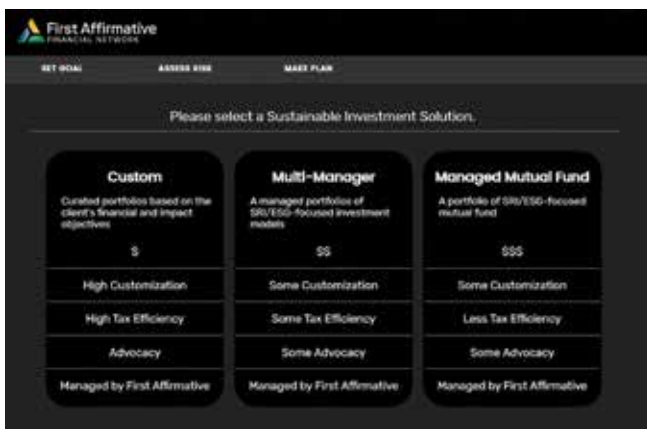 First Affirmative
FINANCIAL NETWORK
SET GOAL ASSESS RISK MAKE PLAN
Please select a Sustainable Investment Solution.
Custom
Curated portfolios based on the
client's financial and impact
objectives
$
High Customization
High Tax Efficiency
Advocacy
Managed by First Affirmative
Multi-Manager
A managed portfolios of
SRI/ESG-focused investment
models
$$
Some Customization
Some Tax Efficiency
Some Advocacy
Managed by First Affirmative
Managed Mutual Fund
A portfolio of SRI/ESG-focused
mutual fund
$$$
Some Customization
Less Tax Efficiency
Some Advocacy
Managed by First Affirmative